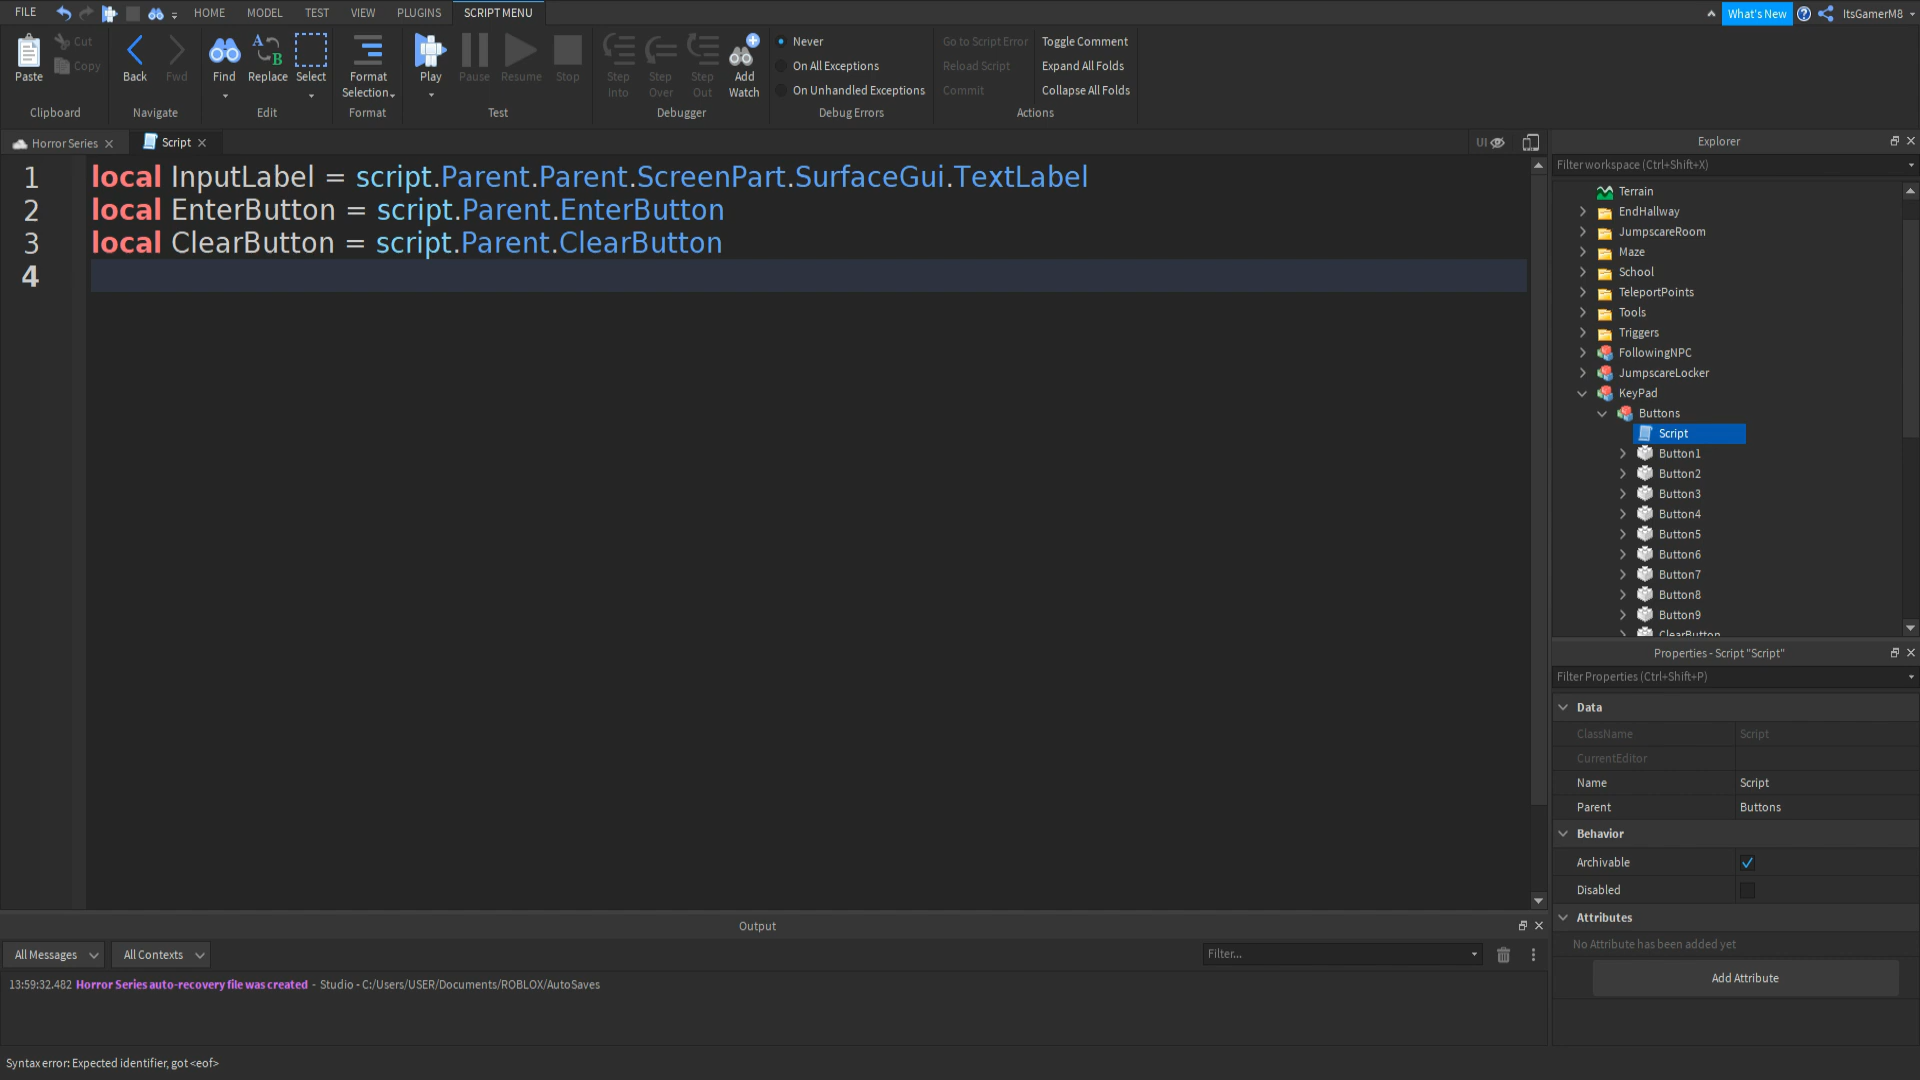 FILE
HOME
MODEL
TEST
VIEW
PLUGINS
SCRIPT MENU
What's New
ItsGamerM8
Paste
Cut
Copy
Clipboard
Back
Fwd
Navigate
Find
Replace
Select
Edit
Format
Selection
Format
Play
Pause
Resume
Stop
Test
Step
Into
Step
Over
Step
Out
Add
Watch
Debugger
Never
On All Exceptions
On Unhandled Exceptions
Debug Errors
Go to Script Error
Reload Script
Commit
Toggle Comment
Expand All Folds
Collapse All Folds
Actions
Horror Series
Script
UI
1 local InputLabel = script.Parent.Parent.ScreenPart.SurfaceGui.TextLabel
2 local EnterButton = script.Parent.EnterButton
3 local ClearButton = script.Parent.ClearButton
4
Explorer
Filter workspace (Ctrl+Shift+X)
Terrain
EndHallway
JumpscareRoom
Maze
School
TeleportPoints
Tools
Triggers
FollowingNPC
JumpscareLocker
KeyPad
Buttons
Script
Button1
Button2
Button3
Button4
Button5
Button6
Button7
Button8
Button9
ClearButton
Properties - Script "Script"
Filter Properties (Ctrl+Shift+P)
Data
ClassName Script
CurrentEditor
Name Script
Parent Buttons
Behavior
Archivable
Disabled
Attributes
No Attribute has been added yet
Add Attribute
Output
All Messages
All Contexts
Filter...
13:59:32.482 Horror Series auto-recovery file was created - Studio - C:/Users/USER/Documents/ROBLOX/AutoSaves
Syntax error: Expected identifier, got <eof>